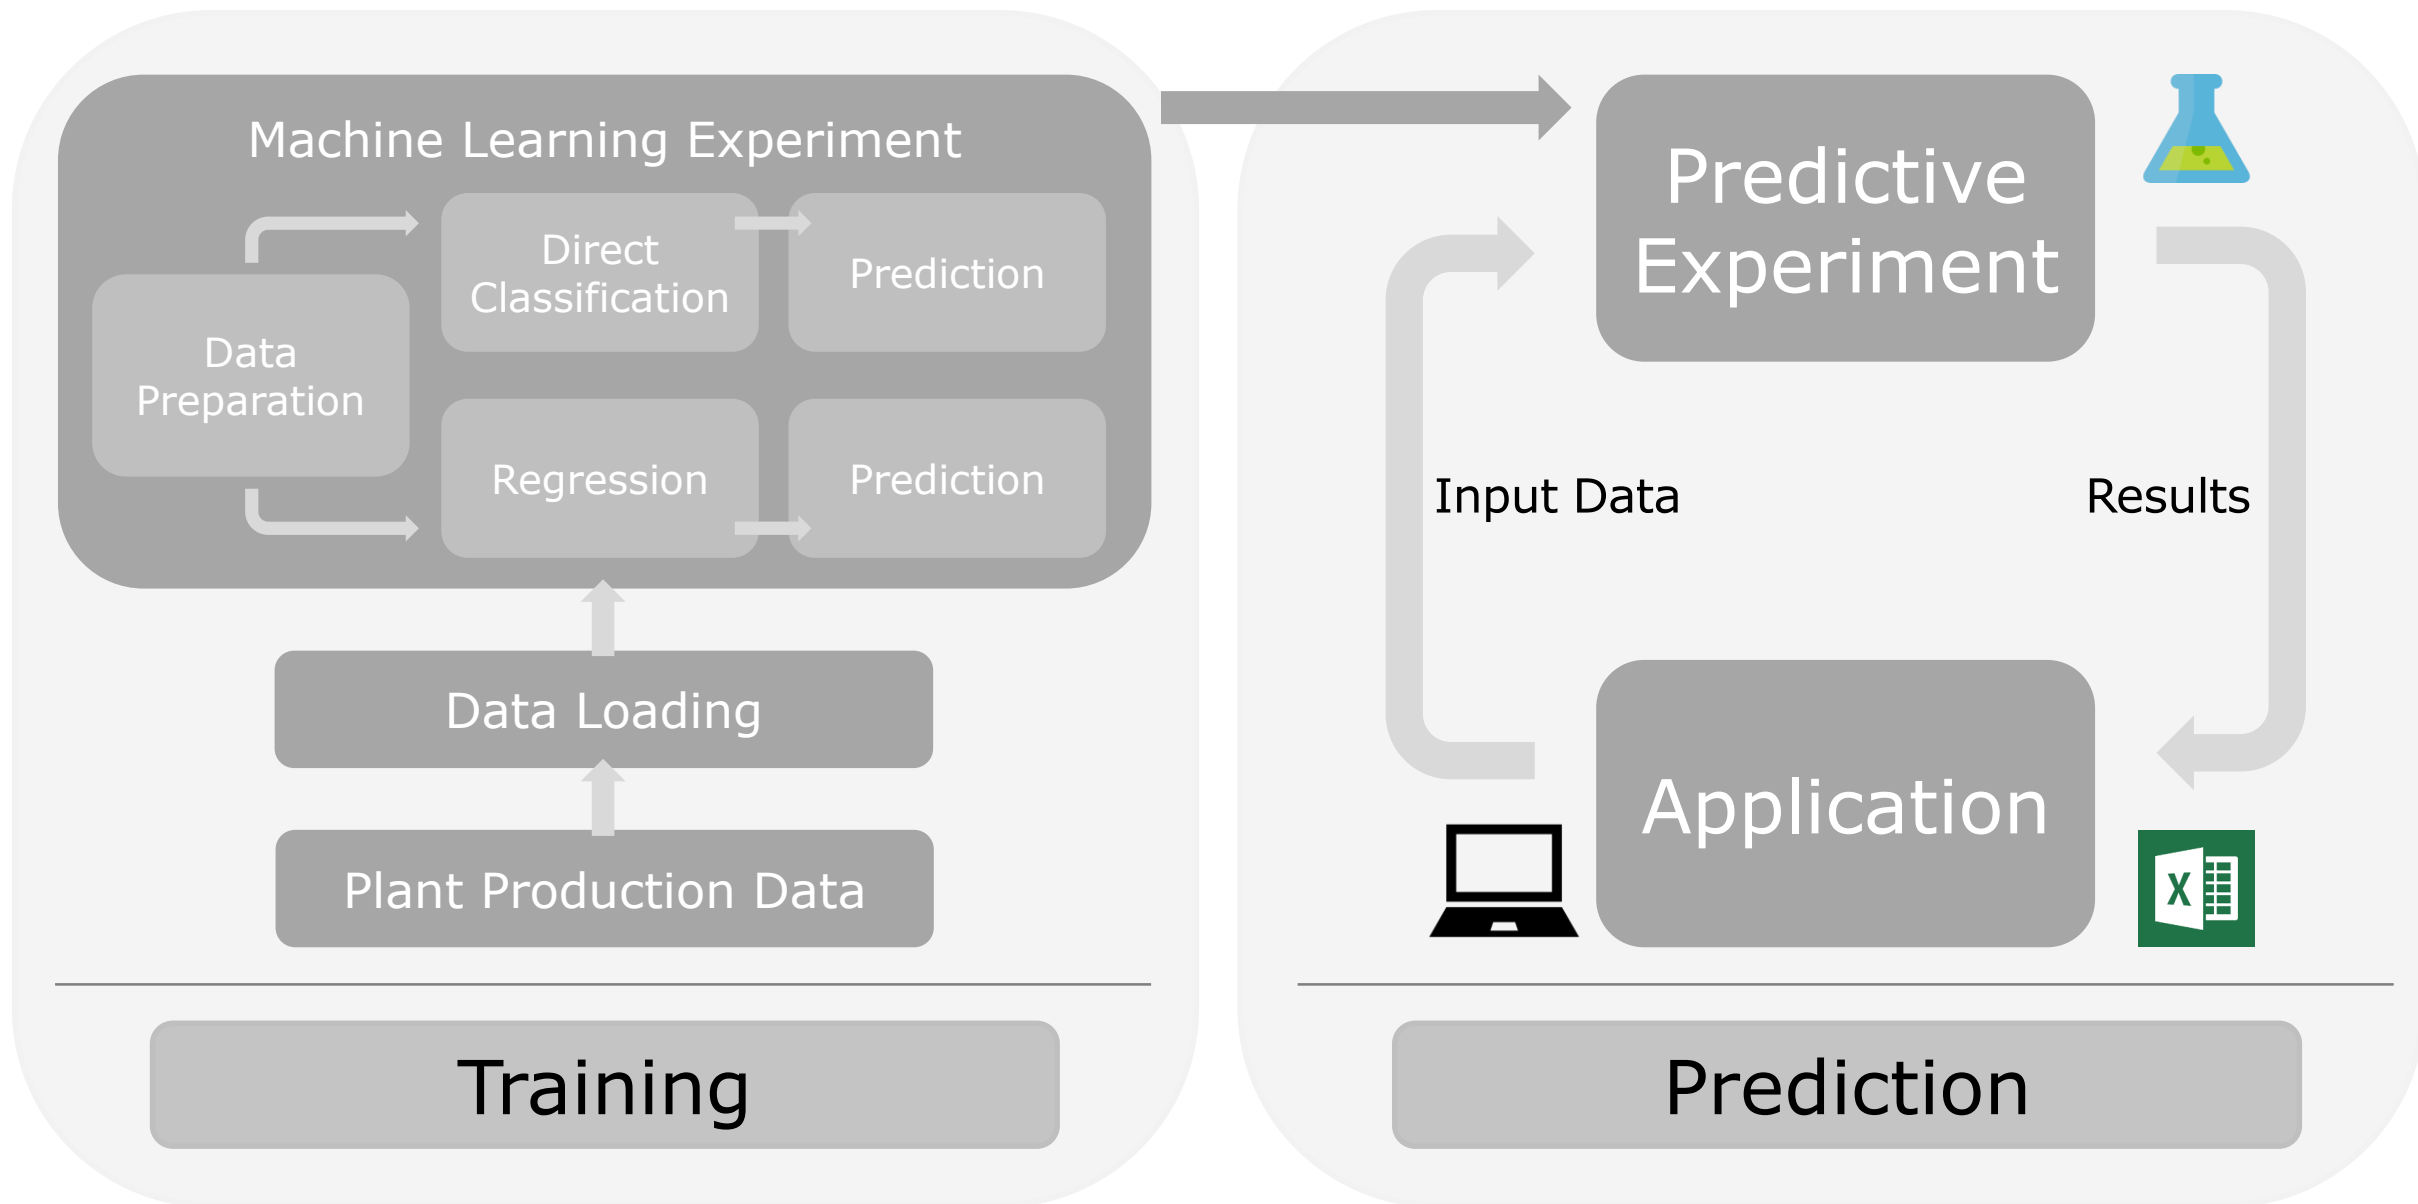 Machine Learning Experiment
Direct
Classification
Prediction
Data
Preparation
Regression
Prediction
Data Loading
Plant Production Data
Training
Predictive
Experiment
Input Data
Results
Application
X
Prediction